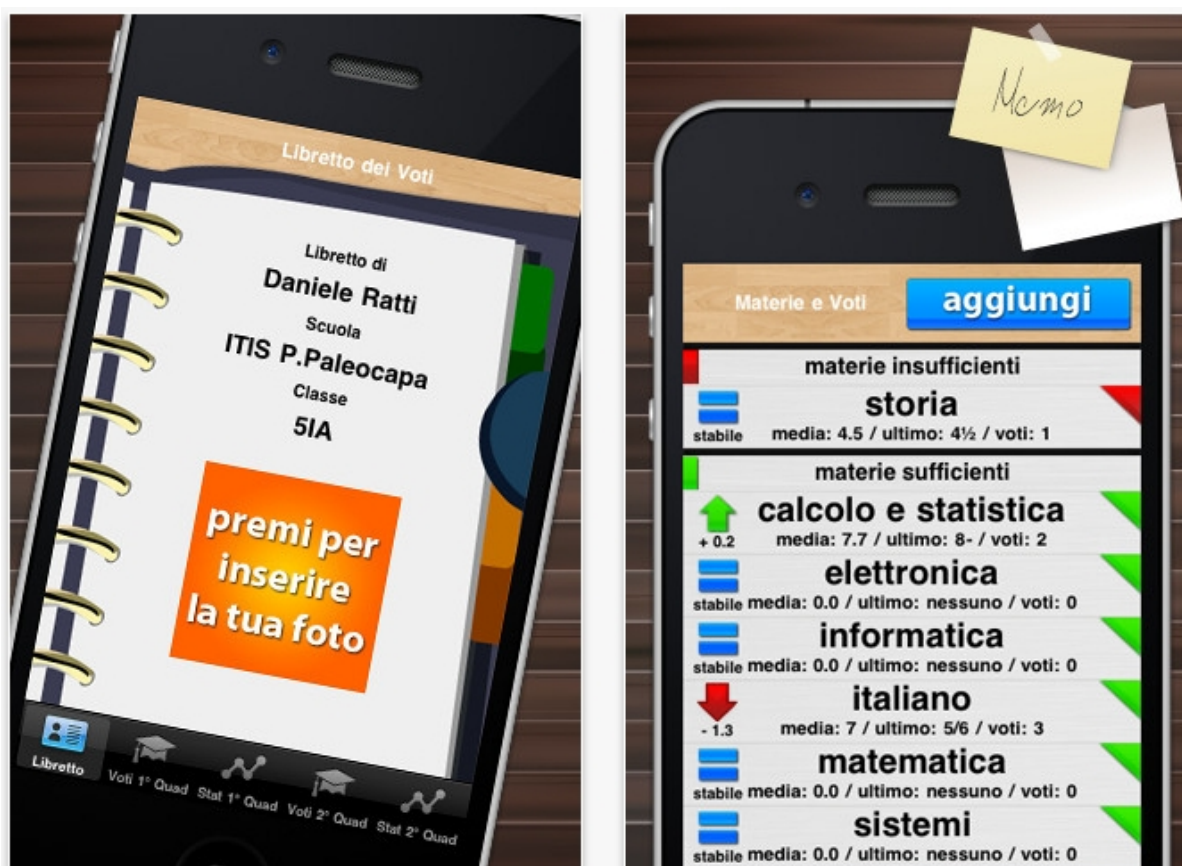 Libretto dei Voti
Libretto di
Daniele Ratti
Scuola
ITIS P.Paleocapa
Classe
5IA
premi per
inserire
la tua foto
Libretto
Voti 1° Quad
Stat 1° Quad
Voti 2° Quad
Stat 2° Quad
Memo
Materie e Voti
aggiungi
materie insufficienti
storia
stabile
media: 4.5 / ultimo: 4½ / voti: 1
materie sufficienti
calcolo e statistica
+ 0.2
media: 7.7 / ultimo: 8- / voti: 2
elettronica
stabile media: 0.0 / ultimo: nessuno / voti: 0
informatica
stabile media: 0.0 / ultimo: nessuno / voti: 0
italiano
- 1.3
media: 7 / ultimo: 5/6 / voti: 3
matematica
stabile media: 0.0 / ultimo: nessuno / voti: 0
sistemi
stabile media: 0.0 / ultimo: nessuno / voti: 0